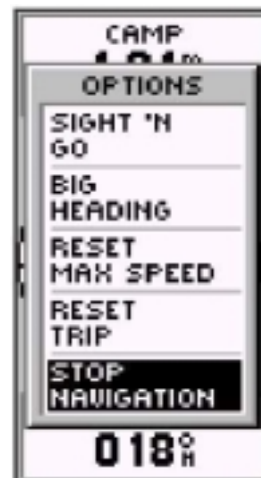 CAMP
OPTIONS
SIGHT 'N
GO
BIG
HEADING
RESET
MAX SPEED
RESET
TRIP
STOP
NAVIGATION
018°M